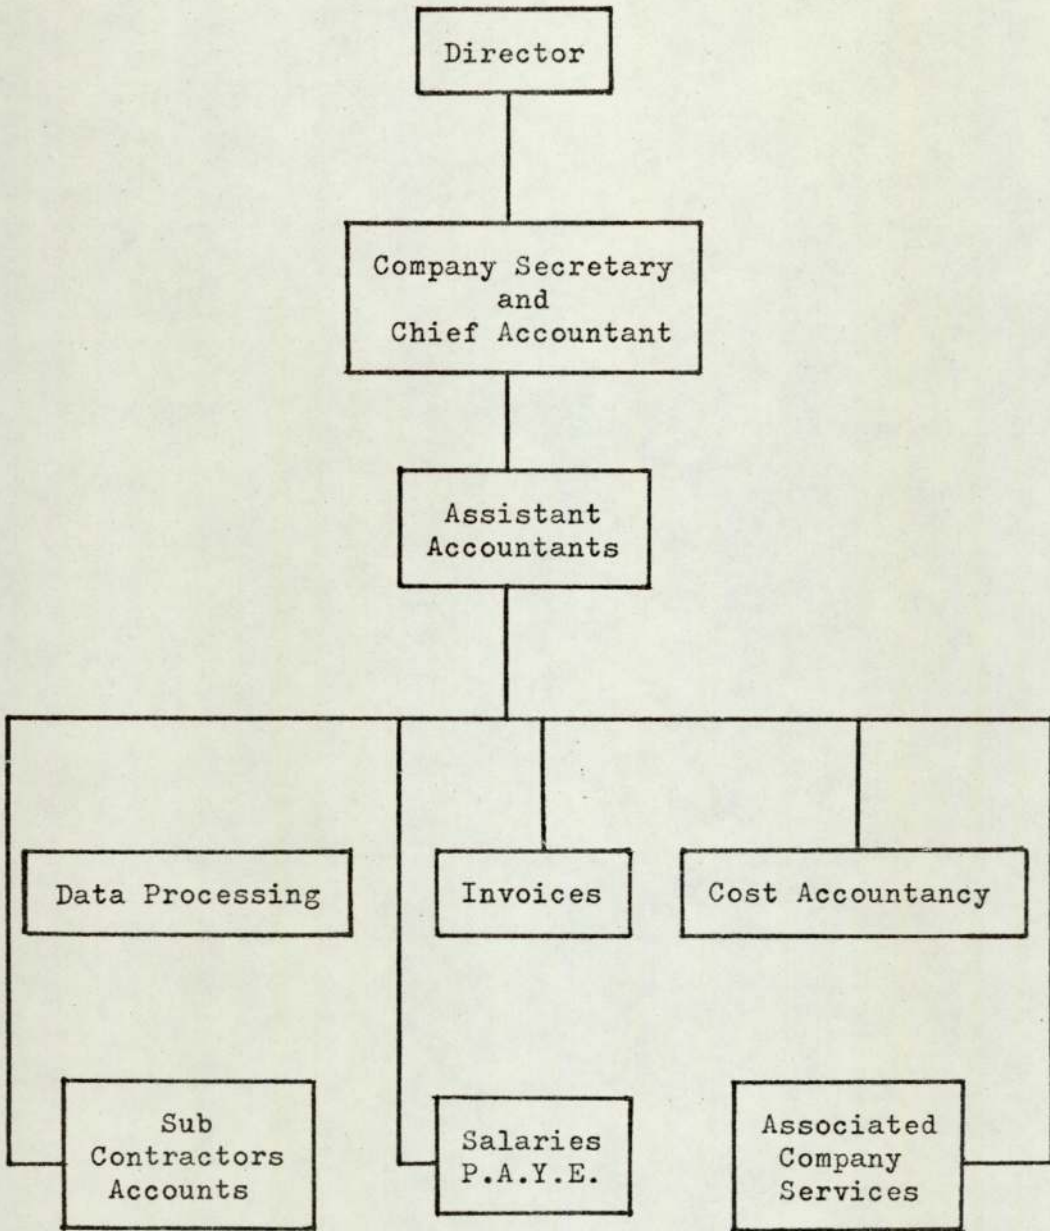 Director
Company Secretary
and
Chief Accountant
Assistant
Accountants
Data Processing
Invoices
Cost Accountancy
Sub
Contractors
Accounts
Salaries
P.A.Y.E.
Associated
Company
Services